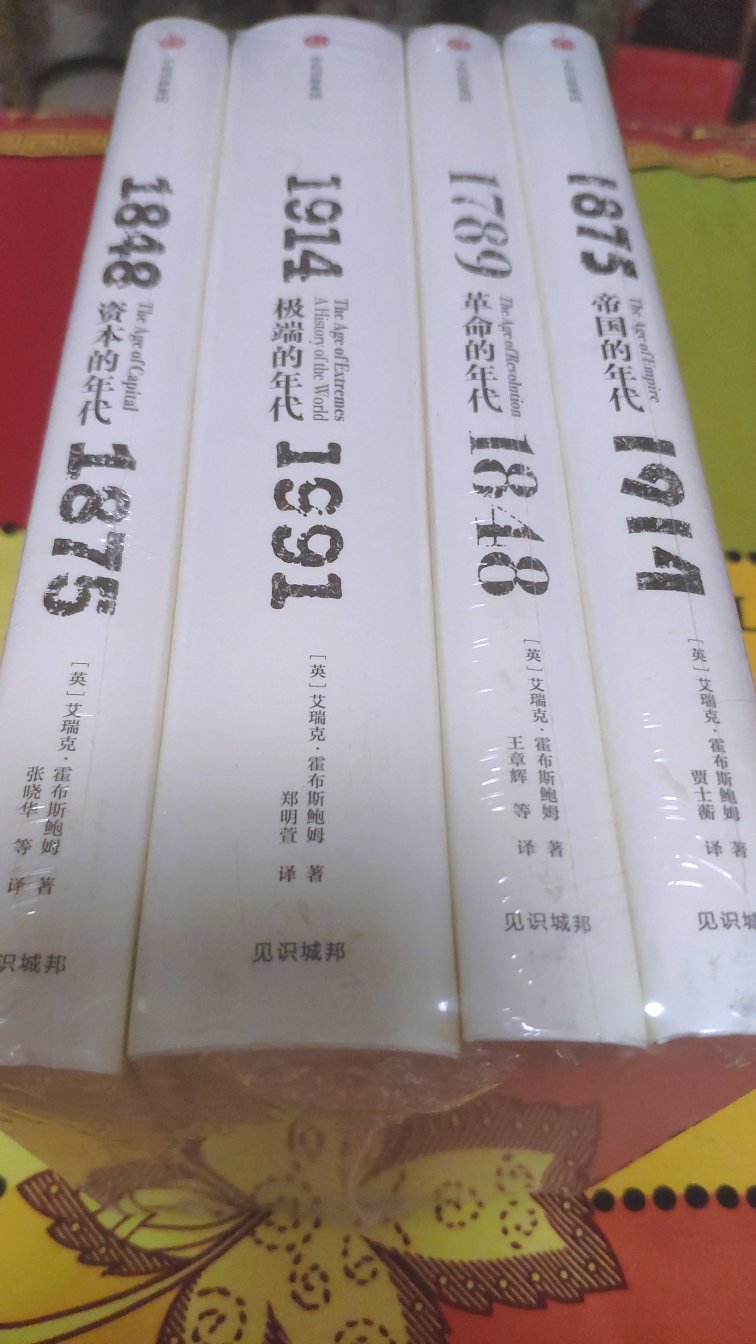 1848
资本的年代
The Age of Capital
1875
[英]艾瑞克·霍布斯鲍姆 著
张晓华 等 译
识城邦
1914
极端的年代
The Age of Extremes
A History of the World
1991
[英]艾瑞克·霍布斯鲍姆 著
郑明萱 译
见识城邦
1789
革命的年代
The Age of Revolution
1848
[英]艾瑞克·霍布斯鲍姆 著
王章辉 等 译
见识城邦
1875
帝国的年代
The Age of Empire
1914
[英]艾瑞克·霍布斯鲍姆 著
贾士蘅 译
见识城